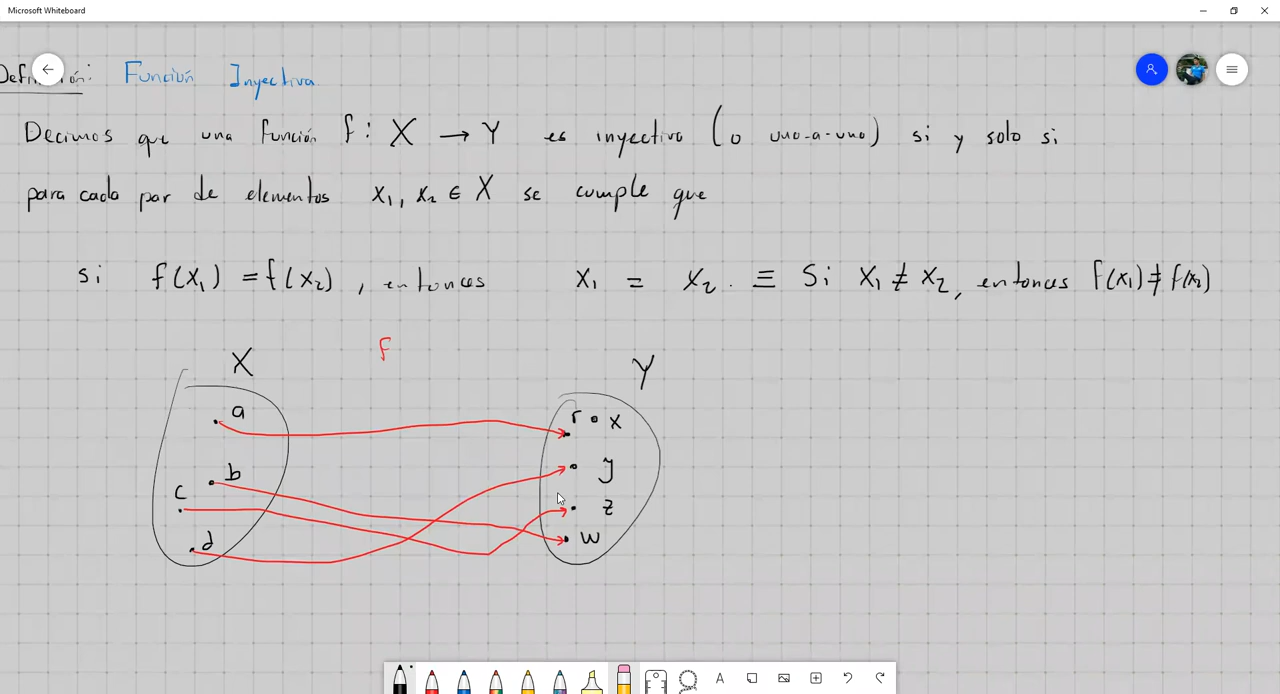 Microsoft Whiteboard
Función Inyectiva.
Decimos que una función f: X → Y es inyectiva (o uno-a-uno) si y solo si
para cada par de elementos x₁, x₂ ∈ X se cumple que
si f(x₁) = f(x₂), entonces x₁ = x₂. ≡ Si x₁ ≠ x₂, entonces f(x₁) ≠ f(x₂)
f
X Y
a r x
b y
c z
d w
A